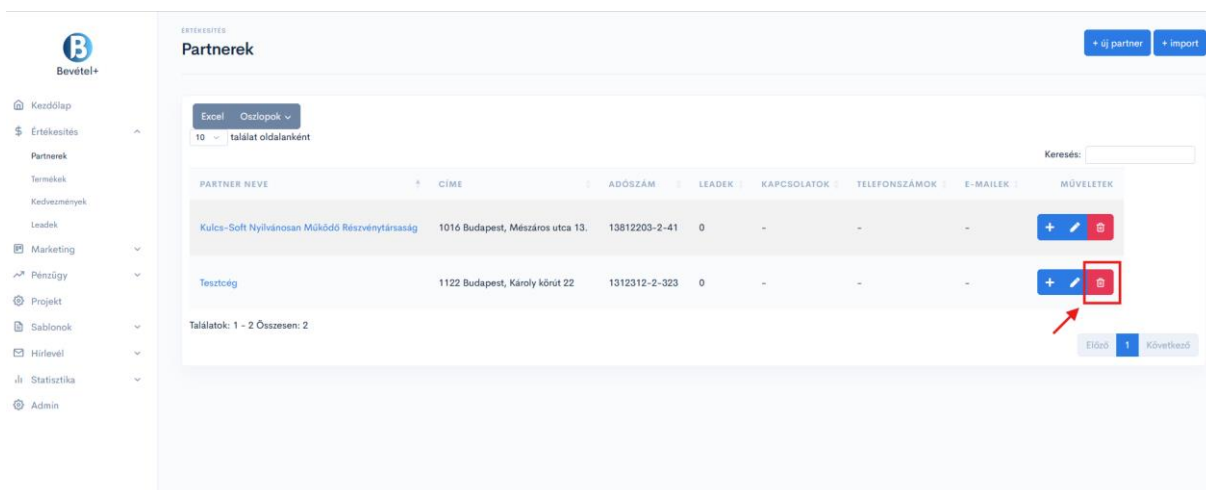 Bevétel+
Kezdőlap
Értékesítés
Partnerek
Termékek
Kedvezmények
Leadek
Marketing
Pénzügy
Projekt
Sablonok
Hírlevél
Statisztika
Admin
ÉRTÉKESÍTÉS
Partnerek
+ új partner + import
Excel Oszlopok
10 találat oldalanként
Keresés:
PARTNER NEVE CÍME ADÓSZÁM LEADEK KAPCSOLATOK TELEFONSZÁMOK E-MAILEK MŰVELETEK
Kulcs-Soft Nyilvánosan Működő Részvénytársaság 1016 Budapest, Mészáros utca 13. 13812203-2-41 0 - - -
Tesztcég 1122 Budapest, Károly körút 22 1312312-2-323 0 - - -
Találatok: 1 - 2 Összesen: 2
Előző 1 Következő